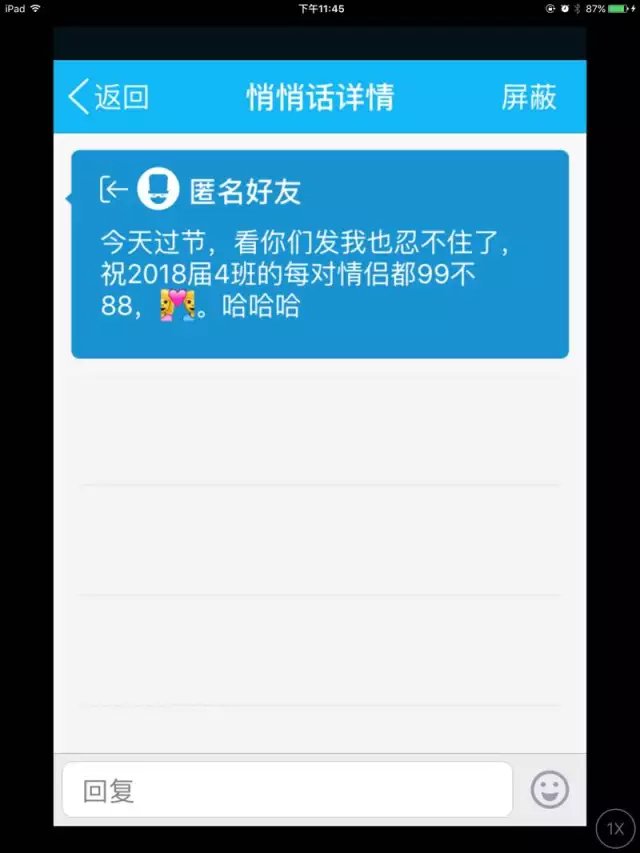 iPad 下午11:45 87%
返回 悄悄话详情 屏蔽
匿名好友
今天过节，看你们发我也忍不住了，
祝2018届4班的每对情侣都99不
88，👫。哈哈哈
回复
1X